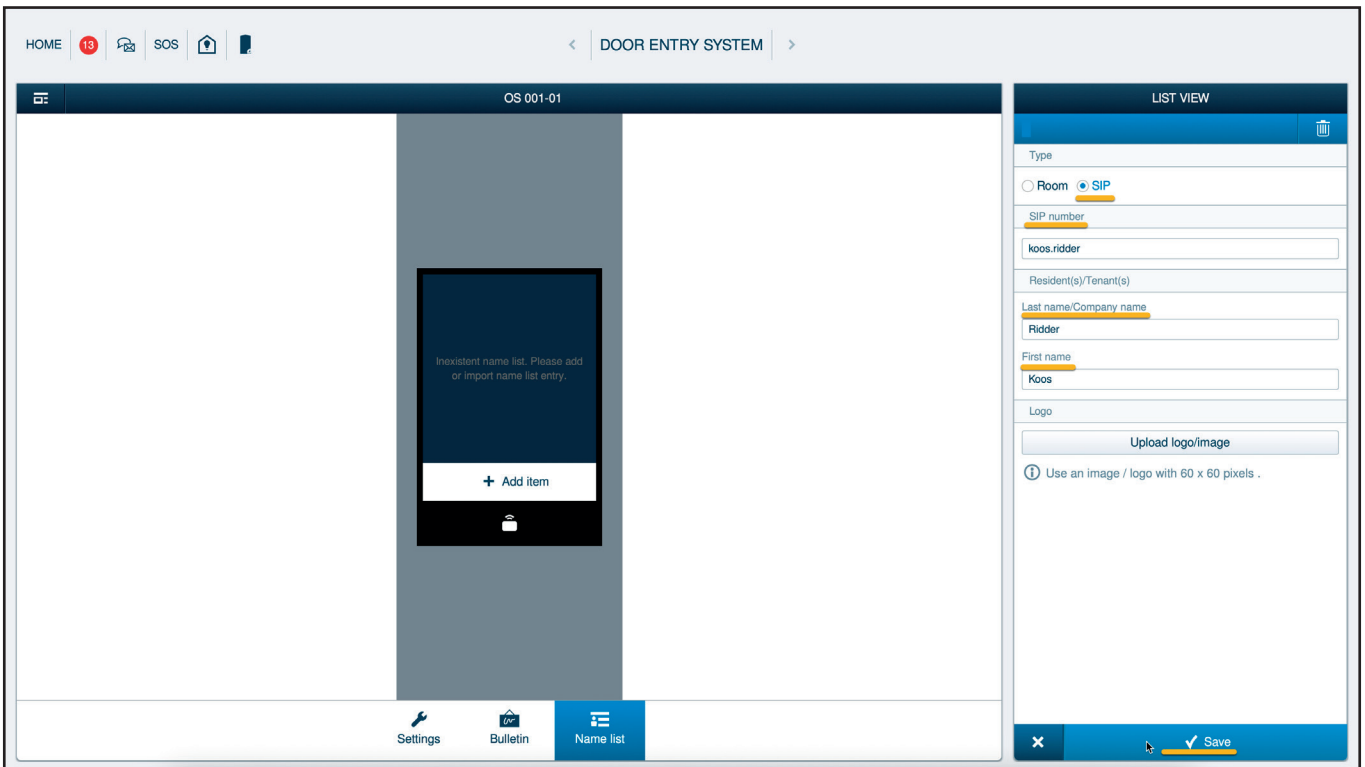 HOME 13 SOS
DOOR ENTRY SYSTEM
OS 001-01
Inexistent name list. Please add
or import name list entry.
+ Add item
Settings
Bulletin
Name list
LIST VIEW
Type
Room SIP
SIP number
koos.ridder
Resident(s)/Tenant(s)
Last name/Company name
Ridder
First name
Koos
Logo
Upload logo/image
Use an image / logo with 60 x 60 pixels .
Save